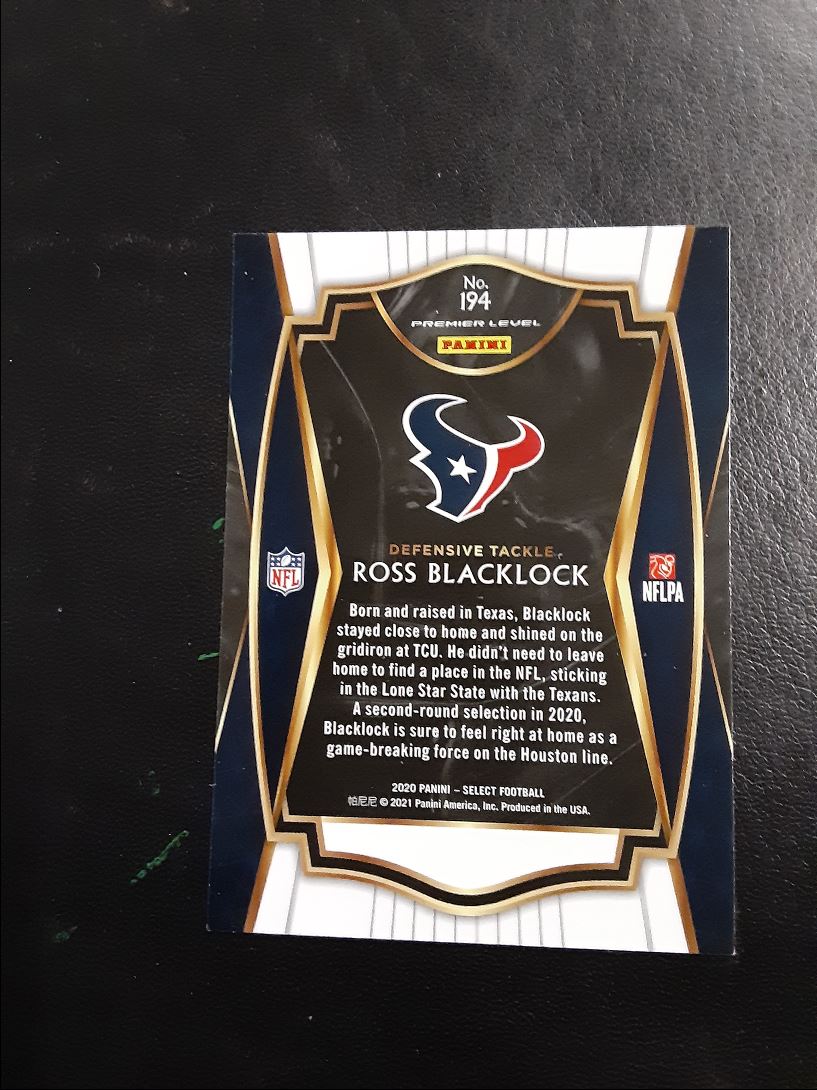 No.
194
PREMIER LEVEL
PANINI
DEFENSIVE TACKLE
ROSS BLACKLOCK
NFL
NFLPA
Born and raised in Texas, Blacklock
stayed close to home and shined on the
gridiron at TCU. He didn't need to leave
home to find a place in the NFL, sticking
in the Lone Star State with the Texans.
A second-round selection in 2020,
Blacklock is sure to feel right at home as a
game-breaking force on the Houston line.
2020 PANINI – SELECT FOOTBALL
帕尼尼 © 2021 Panini America, Inc. Produced in the USA.